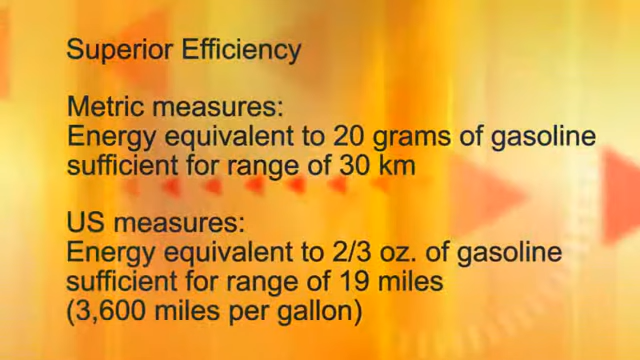 Superior Efficiency
Metric measures:
Energy equivalent to 20 grams of gasoline
sufficient for range of 30 km
US measures:
Energy equivalent to 2/3 oz. of gasoline
sufficient for range of 19 miles
(3,600 miles per gallon)